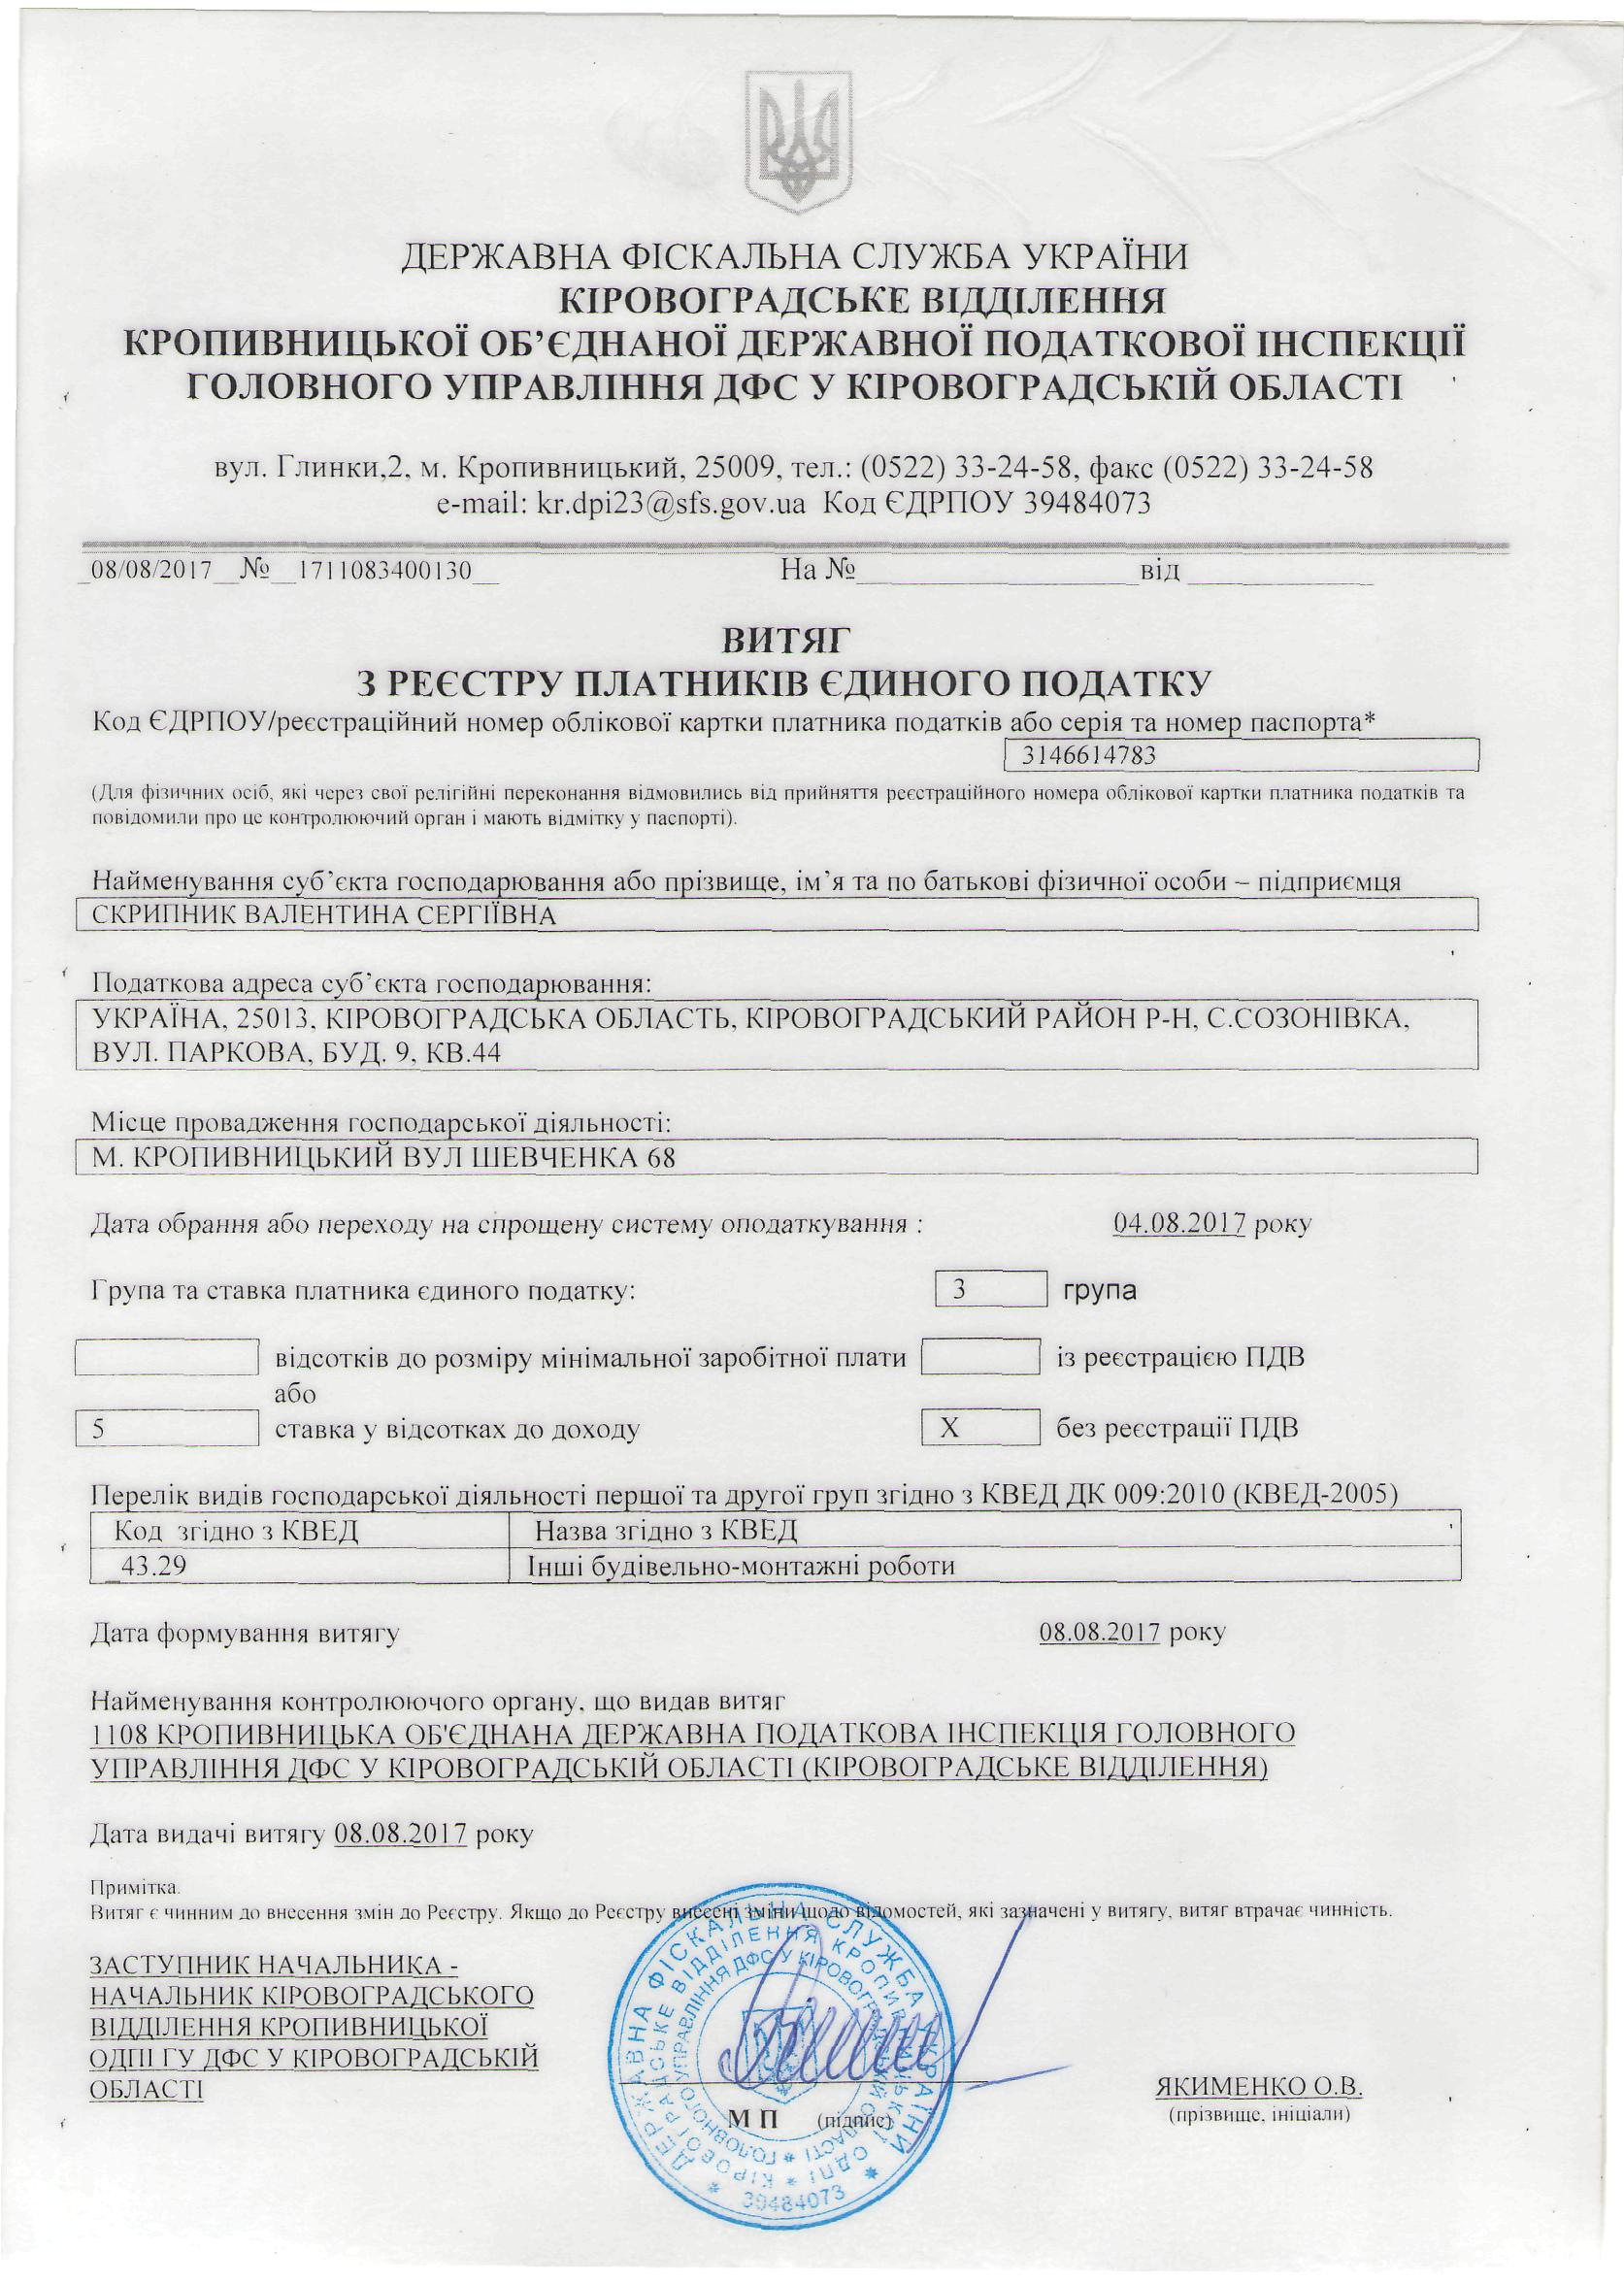 ДЕРЖАВНА ФІСКАЛЬНА СЛУЖБА УКРАЇНИ
КІРОВОГРАДСЬКЕ ВІДДІЛЕННЯ
КРОПИВНИЦЬКОЇ ОБ’ЄДНАНОЇ ДЕРЖАВНОЇ ПОДАТКОВОЇ ІНСПЕКЦІЇ
ГОЛОВНОГО УПРАВЛІННЯ ДФС У КІРОВОГРАДСЬКІЙ ОБЛАСТІ
вул. Глинки,2, м. Кропивницький, 25009, тел.: (0522) 33-24-58, факс (0522) 33-24-58
e-mail: kr.dpi23@sfs.gov.ua Код ЄДРПОУ 39484073
_08/08/2017__№__1711083400130__ На №__________________від ____________
ВИТЯГ
З РЕЄСТРУ ПЛАТНИКІВ ЄДИНОГО ПОДАТКУ
Код ЄДРПОУ/реєстраційний номер облікової картки платника податків або серія та номер паспорта*
3146614783
(Для фізичних осіб, які через свої релігійні переконання відмовились від прийняття реєстраційного номера облікової картки платника податків та
повідомили про це контролюючий орган і мають відмітку у паспорті).
Найменування суб’єкта господарювання або прізвище, ім’я та по батькові фізичної особи – підприємця
СКРИПНИК ВАЛЕНТИНА СЕРГІЇВНА
Податкова адреса суб’єкта господарювання:
УКРАЇНА, 25013, КІРОВОГРАДСЬКА ОБЛАСТЬ, КІРОВОГРАДСЬКИЙ РАЙОН Р-Н, С.СОЗОНІВКА,
ВУЛ. ПАРКОВА, БУД. 9, КВ.44
Місце провадження господарської діяльності:
М. КРОПИВНИЦЬКИЙ ВУЛ ШЕВЧЕНКА 68
Дата обрання або переходу на спрощену систему оподаткування : 04.08.2017 року
Група та ставка платника єдиного податку: 3 група
відсотків до розміру мінімальної заробітної плати із реєстрацією ПДВ
або
5 ставка у відсотках до доходу X без реєстрації ПДВ
Перелік видів господарської діяльності першої та другої груп згідно з КВЕД ДК 009:2010 (КВЕД-2005)
Код згідно з КВЕД Назва згідно з КВЕД
_43.29 Інші будівельно-монтажні роботи
Дата формування витягу 08.08.2017 року
Найменування контролюючого органу, що видав витяг
1108 КРОПИВНИЦЬКА ОБ'ЄДНАНА ДЕРЖАВНА ПОДАТКОВА ІНСПЕКЦІЯ ГОЛОВНОГО
УПРАВЛІННЯ ДФС У КІРОВОГРАДСЬКІЙ ОБЛАСТІ (КІРОВОГРАДСЬКЕ ВІДДІЛЕННЯ)
Дата видачі витягу 08.08.2017 року
Примітка.
Витяг є чинним до внесення змін до Реєстру. Якщо до Реєстру внесені зміни щодо відомостей, які зазначені у витягу, витяг втрачає чинність.
ЗАСТУПНИК НАЧАЛЬНИКА -
НАЧАЛЬНИК КІРОВОГРАДСЬКОГО
ВІДДІЛЕННЯ КРОПИВНИЦЬКОЇ
ОДПІ ГУ ДФС У КІРОВОГРАДСЬКІЙ
ОБЛАСТІ
ЯКИМЕНКО О.В.
М П (підпис) (прізвище, ініціали)
ДЕРЖАВНА ФІСКАЛЬНА СЛУЖБА УКРАЇНИ
КІРОВОГРАДСЬКЕ ВІДДІЛЕННЯ КРОПИВНИЦЬКОЇ ОДПІ
ГОЛОВНОГО УПРАВЛІННЯ ДФС У КІРОВОГРАДСЬКІЙ ОБЛАСТІ
39484073